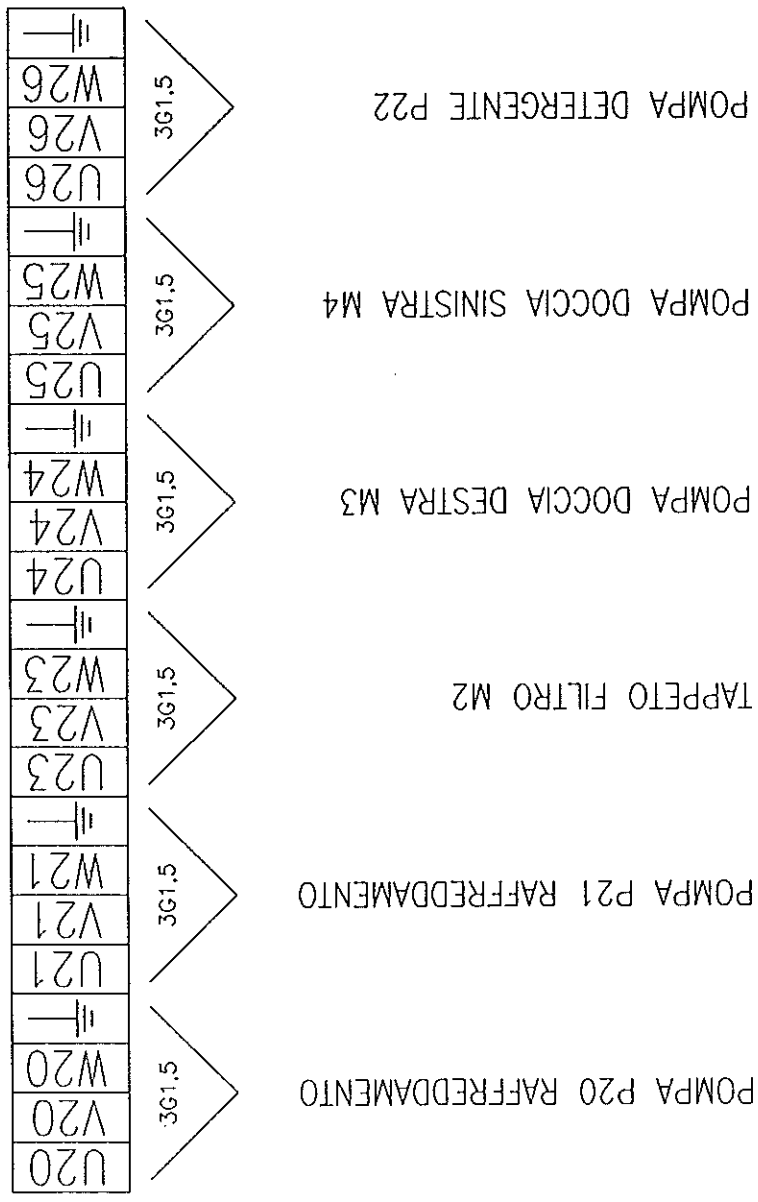 U20
V20
W20
3G1,5
POMPA P20 RAFFREDDAMENTO
U21
V21
W21
3G1,5
POMPA P21 RAFFREDDAMENTO
U23
V23
W23
3G1,5
TAPPETO FILTRO M2
U24
V24
W24
3G1,5
POMPA DOCCIA DESTRA M3
U25
V25
W25
3G1,5
POMPA DOCCIA SINISTRA M4
U26
V26
W26
3G1,5
POMPA DETERGENTE P22